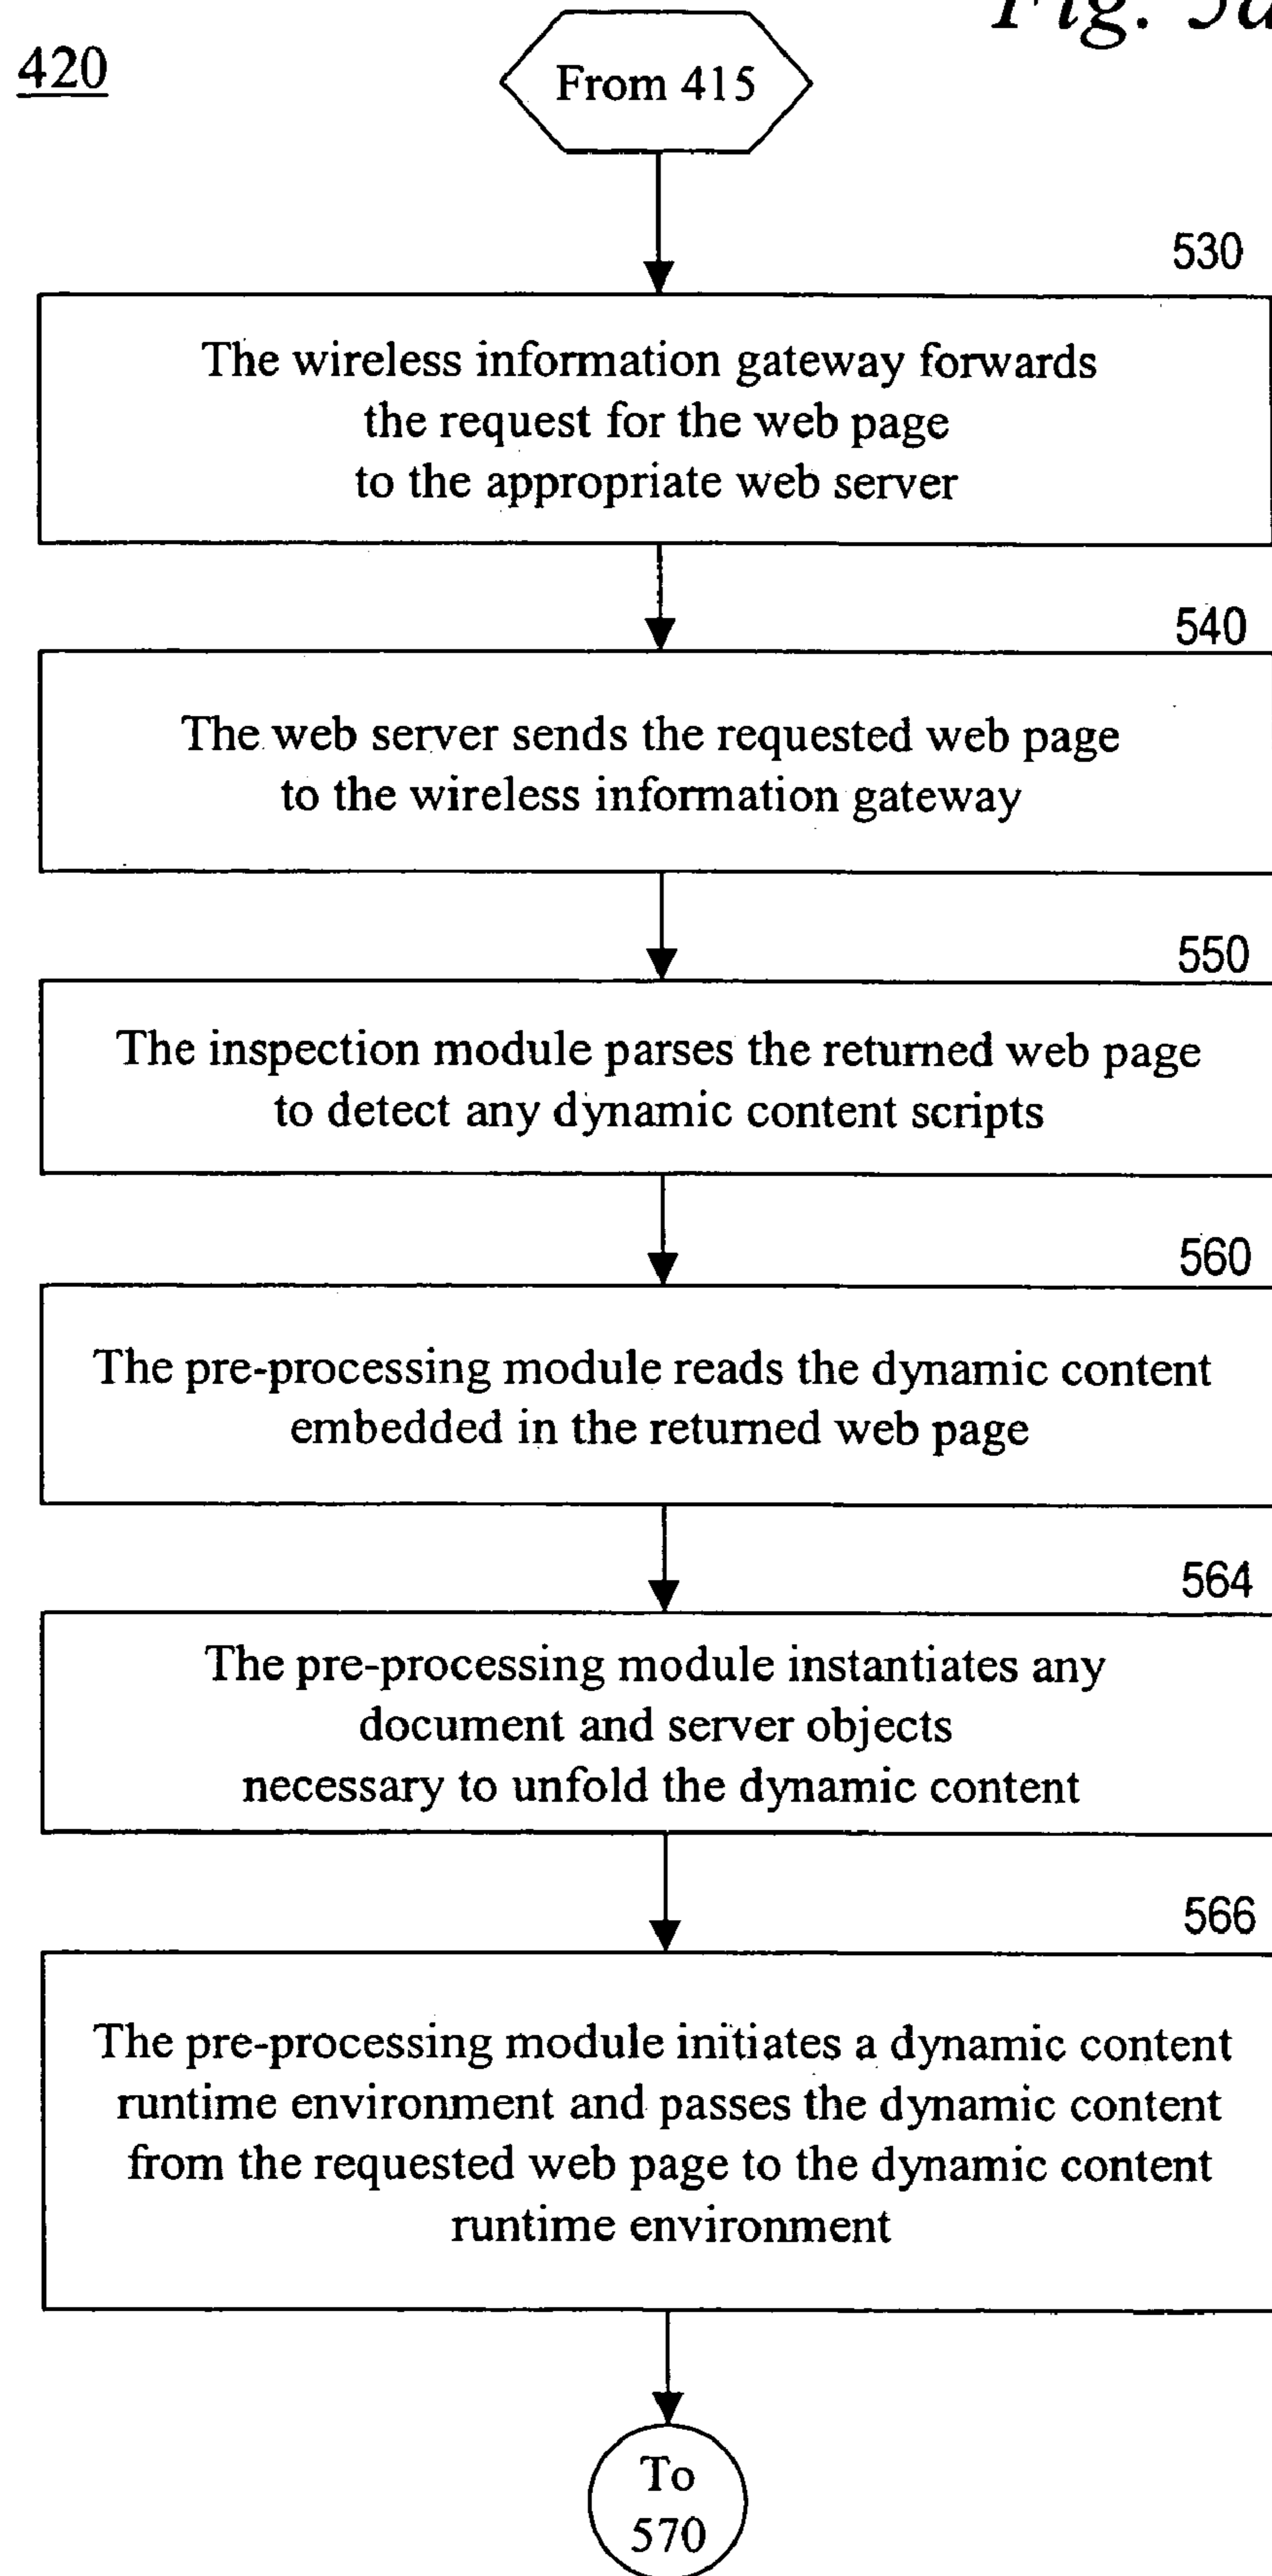 Fig. 5a
420
From 415
530
The wireless information gateway forwards
the request for the web page
to the appropriate web server
540
The web server sends the requested web page
to the wireless information gateway
550
The inspection module parses the returned web page
to detect any dynamic content scripts
560
The pre-processing module reads the dynamic content
embedded in the returned web page
564
The pre-processing module instantiates any
document and server objects
necessary to unfold the dynamic content
566
The pre-processing module initiates a dynamic content
runtime environment and passes the dynamic content
from the requested web page to the dynamic content
runtime environment
To
570